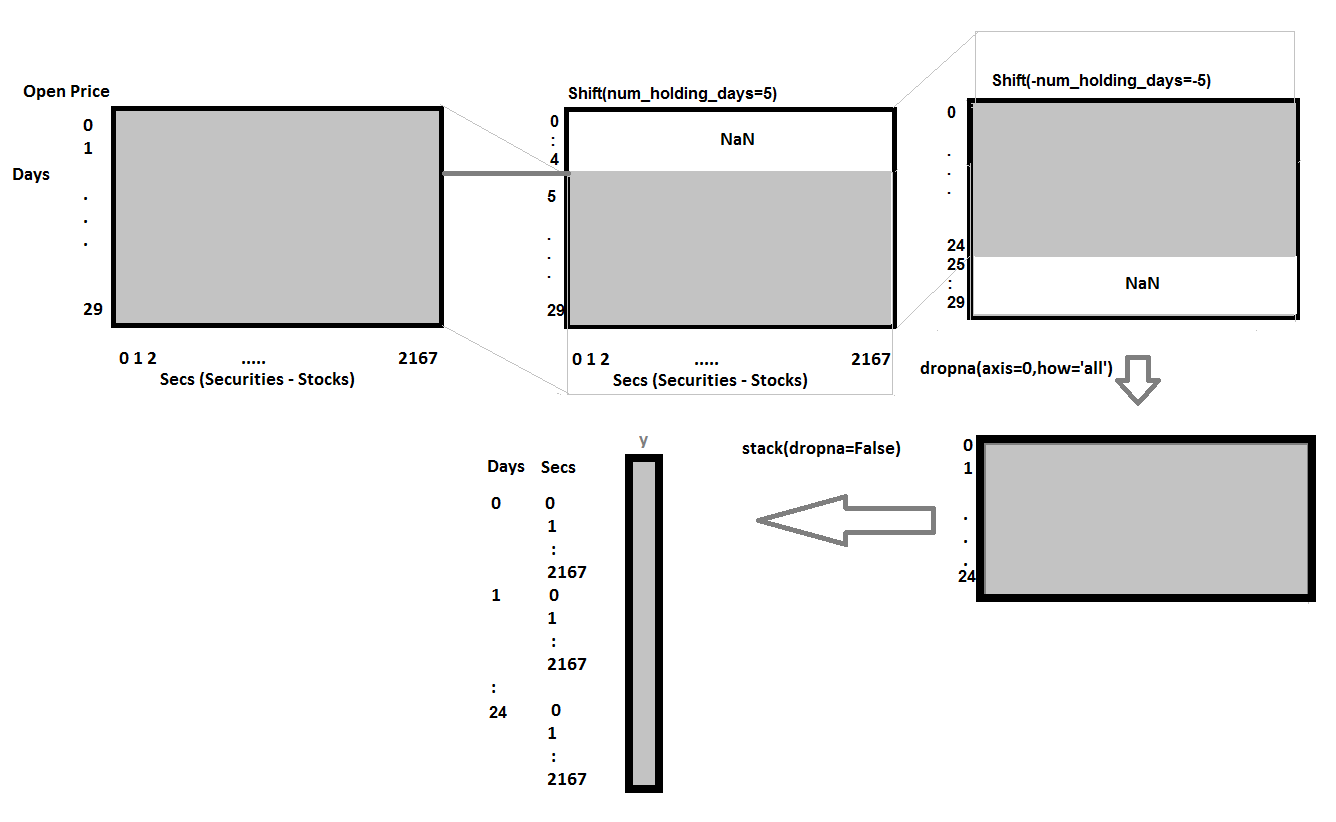 Open Price
0
1
Days
.
.
.
29
0 1 2 ..... 2167
Secs (Securities - Stocks)
Shift(num_holding_days=5)
0
:
4
NaN
5
.
.
.
29
0 1 2 ..... 2167
Secs (Securities - Stocks)
Shift(-num_holding_days=-5)
0
.
.
.
24
25
:
29
NaN
dropna(axis=0,how='all')
0
1
.
.
.
24
stack(dropna=False)
y
Days Secs
0 0
1
:
2167
1 0
1
:
2167
:
24 0
1
:
2167